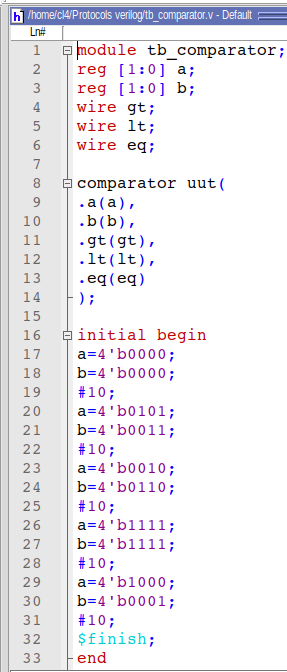 /home/cl4/Protocols verilog/tb_comparator.v - Default
Ln#
1 module tb_comparator;
2 reg [1:0] a;
3 reg [1:0] b;
4 wire gt;
5 wire lt;
6 wire eq;
7
8 comparator uut(
9 .a(a),
10 .b(b),
11 .gt(gt),
12 .lt(lt),
13 .eq(eq)
14 );
15
16 initial begin
17 a=4'b0000;
18 b=4'b0000;
19 #10;
20 a=4'b0101;
21 b=4'b0011;
22 #10;
23 a=4'b0010;
24 b=4'b0110;
25 #10;
26 a=4'b1111;
27 b=4'b1111;
28 #10;
29 a=4'b1000;
30 b=4'b0001;
31 #10;
32 $finish;
33 end